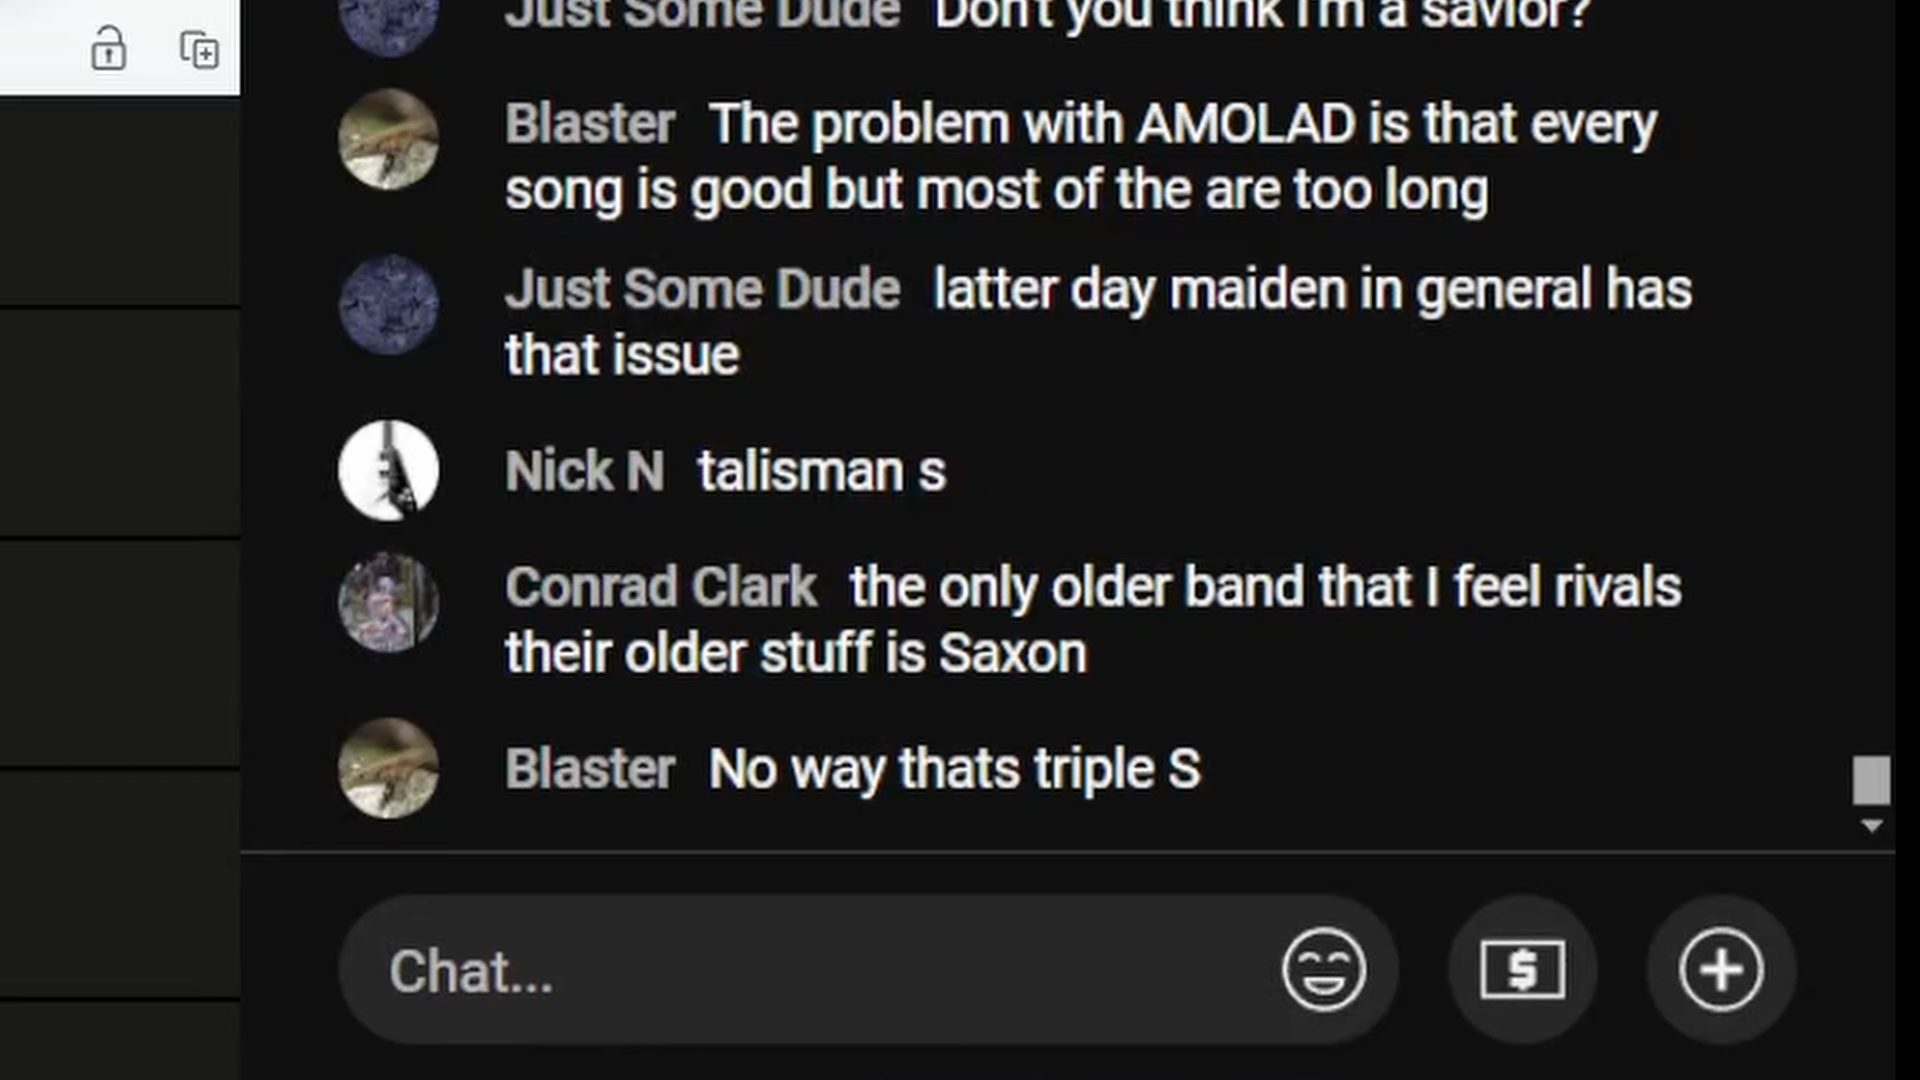 Just Some Dude Don't you think I'm a savior?
Blaster The problem with AMOLAD is that every
song is good but most of the are too long
Just Some Dude latter day maiden in general has
that issue
Nick N talisman s
Conrad Clark the only older band that I feel rivals
their older stuff is Saxon
Blaster No way thats triple S
Chat...